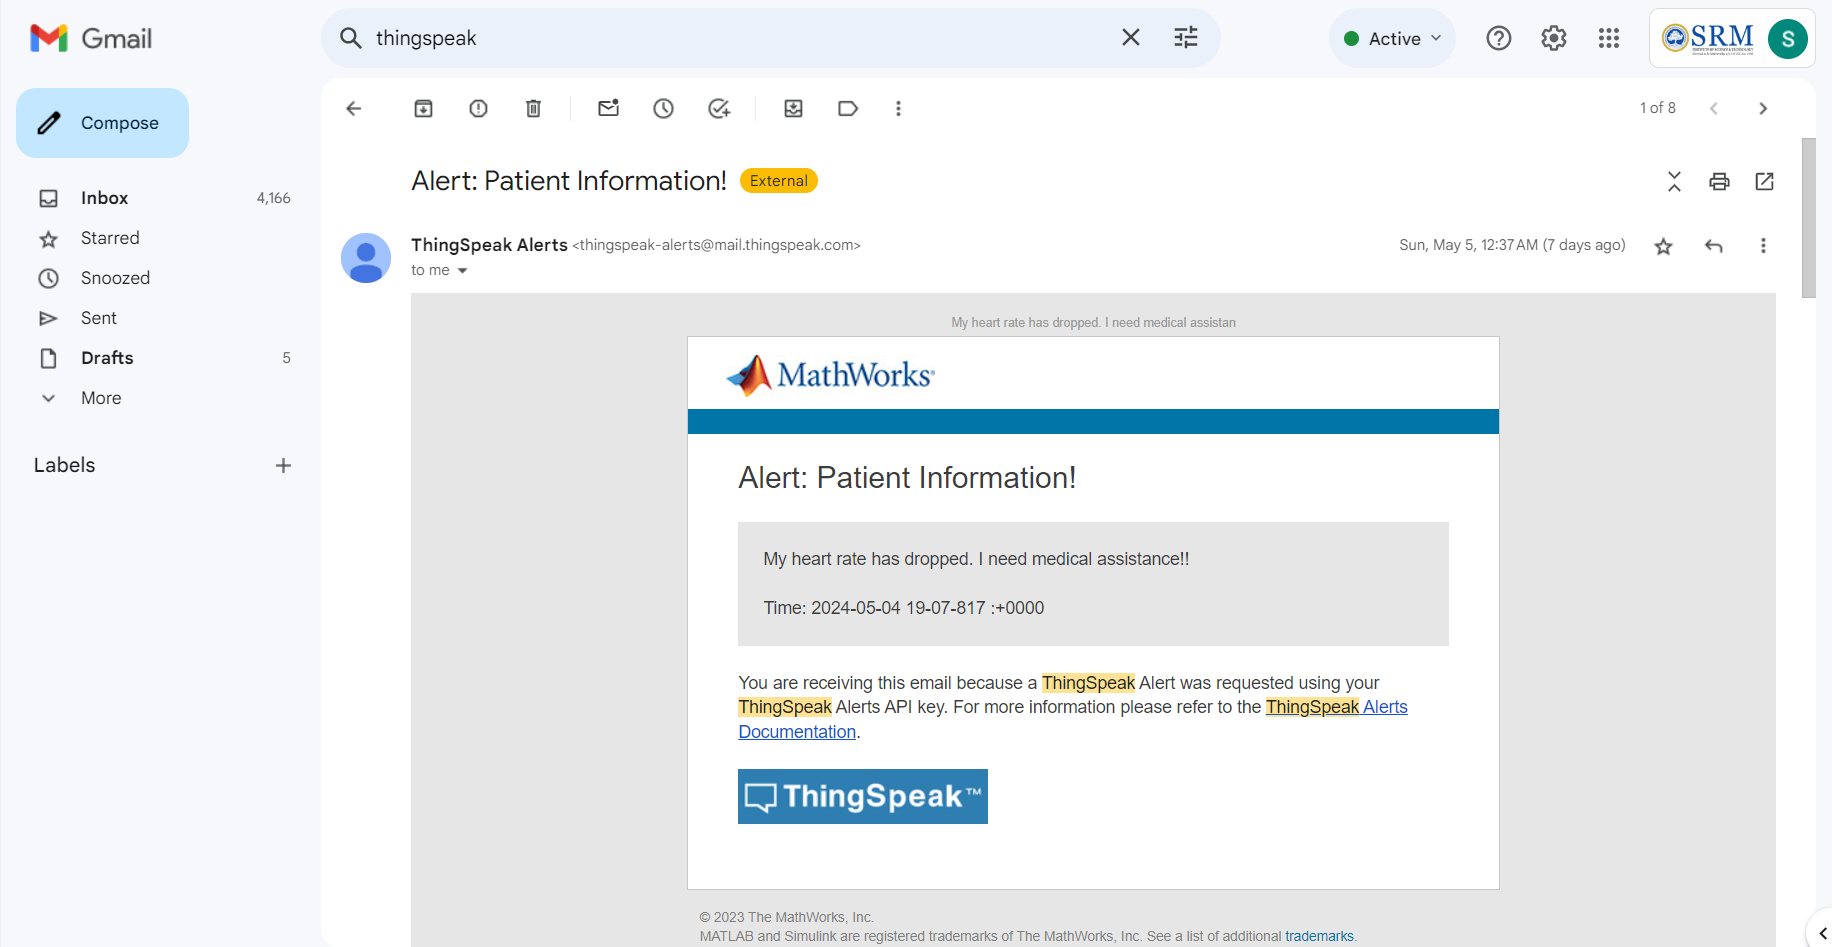 Gmail
thingspeak
Active
SRM
S
Compose
1 of 8
Inbox 4,166
Starred
Snoozed
Sent
Drafts 5
More
Labels
Alert: Patient Information! External
ThingSpeak Alerts <thingspeak-alerts@mail.thingspeak.com>
Sun, May 5, 12:37 AM (7 days ago)
to me
My heart rate has dropped. I need medical assistan
MathWorks®
Alert: Patient Information!
My heart rate has dropped. I need medical assistance!!
Time: 2024-05-04 19-07-817 :+0000
You are receiving this email because a ThingSpeak Alert was requested using your
ThingSpeak Alerts API key. For more information please refer to the ThingSpeak Alerts
Documentation.
ThingSpeak™
© 2023 The MathWorks, Inc.
MATLAB and Simulink are registered trademarks of The MathWorks, Inc. See a list of additional trademarks.